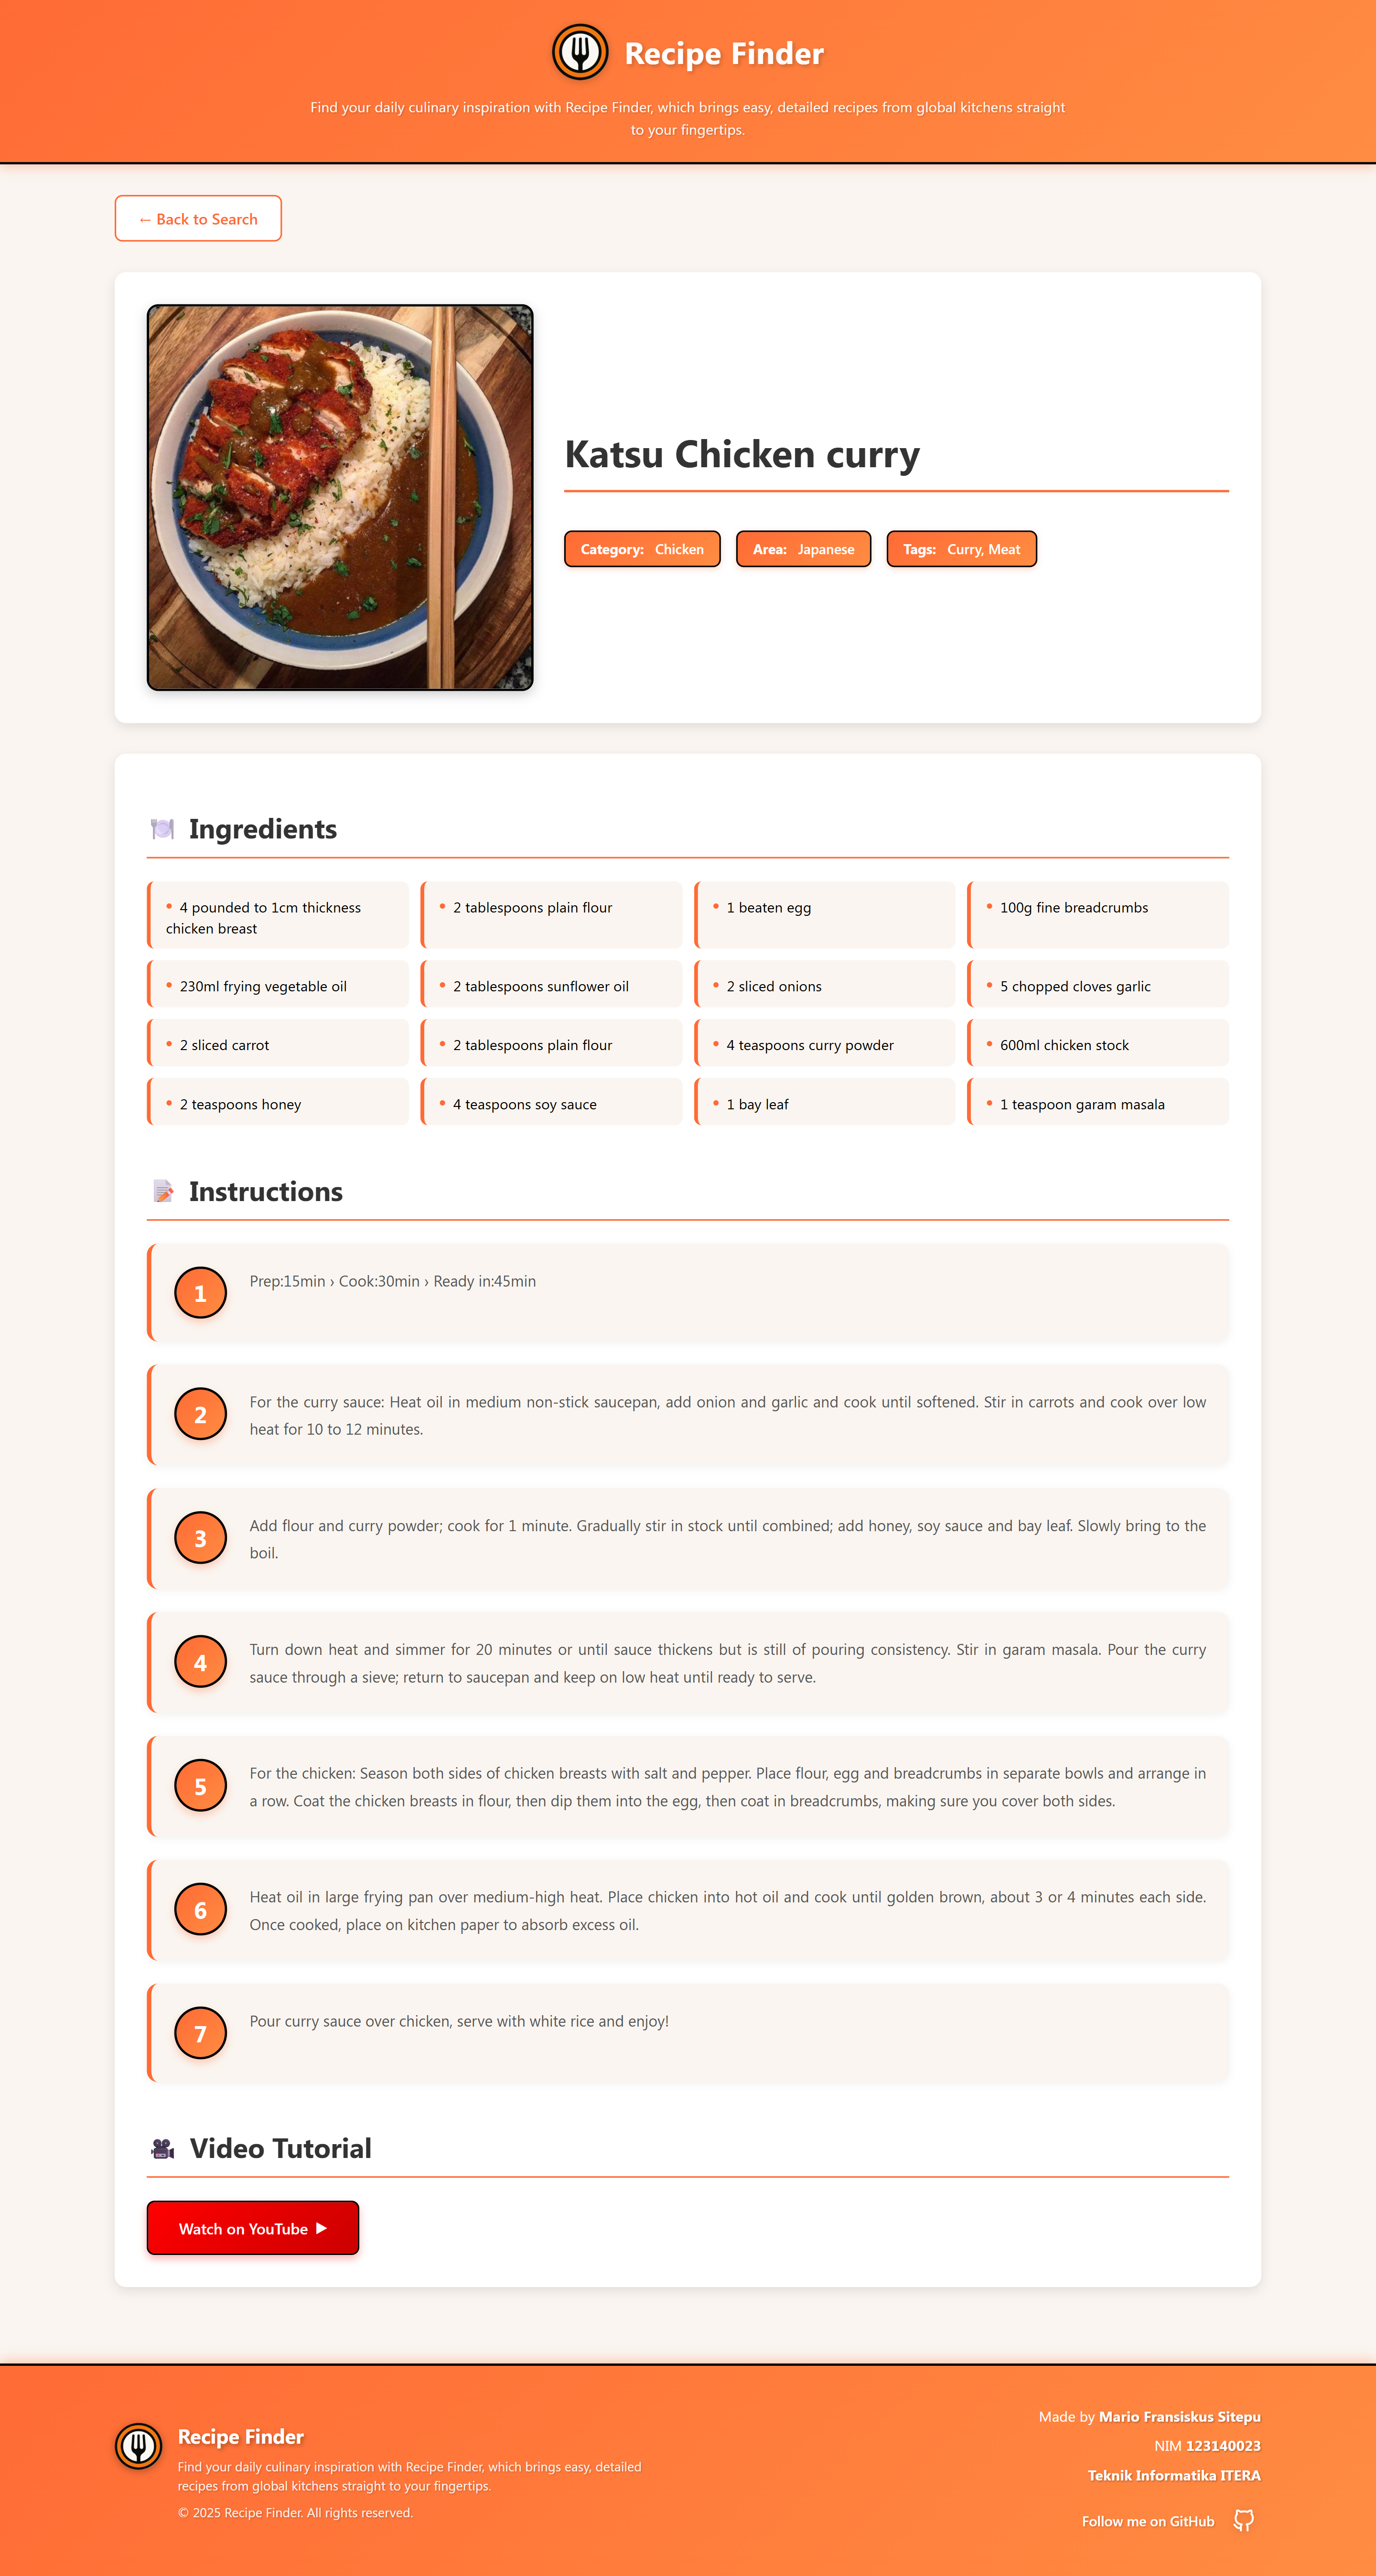 Recipe Finder
Find your daily culinary inspiration with Recipe Finder, which brings easy, detailed recipes from global kitchens straight
to your fingertips.
← Back to Search
Katsu Chicken curry
Category: Chicken
Area: Japanese
Tags: Curry, Meat
Ingredients
• 4 pounded to 1cm thickness
chicken breast
• 2 tablespoons plain flour
• 1 beaten egg
• 100g fine breadcrumbs
• 230ml frying vegetable oil
• 2 tablespoons sunflower oil
• 2 sliced onions
• 5 chopped cloves garlic
• 2 sliced carrot
• 2 tablespoons plain flour
• 4 teaspoons curry powder
• 600ml chicken stock
• 2 teaspoons honey
• 4 teaspoons soy sauce
• 1 bay leaf
• 1 teaspoon garam masala
Instructions
1
Prep:15min › Cook:30min › Ready in:45min
2
For the curry sauce: Heat oil in medium non-stick saucepan, add onion and garlic and cook until softened. Stir in carrots and cook over low
heat for 10 to 12 minutes.
3
Add flour and curry powder; cook for 1 minute. Gradually stir in stock until combined; add honey, soy sauce and bay leaf. Slowly bring to the
boil.
4
Turn down heat and simmer for 20 minutes or until sauce thickens but is still of pouring consistency. Stir in garam masala. Pour the curry
sauce through a sieve; return to saucepan and keep on low heat until ready to serve.
5
For the chicken: Season both sides of chicken breasts with salt and pepper. Place flour, egg and breadcrumbs in separate bowls and arrange in
a row. Coat the chicken breasts in flour, then dip them into the egg, then coat in breadcrumbs, making sure you cover both sides.
6
Heat oil in large frying pan over medium-high heat. Place chicken into hot oil and cook until golden brown, about 3 or 4 minutes each side.
Once cooked, place on kitchen paper to absorb excess oil.
7
Pour curry sauce over chicken, serve with white rice and enjoy!
Video Tutorial
Watch on YouTube ▶
Recipe Finder
Find your daily culinary inspiration with Recipe Finder, which brings easy, detailed
recipes from global kitchens straight to your fingertips.
© 2025 Recipe Finder. All rights reserved.
Made by Mario Fransiskus Sitepu
NIM 123140023
Teknik Informatika ITERA
Follow me on GitHub